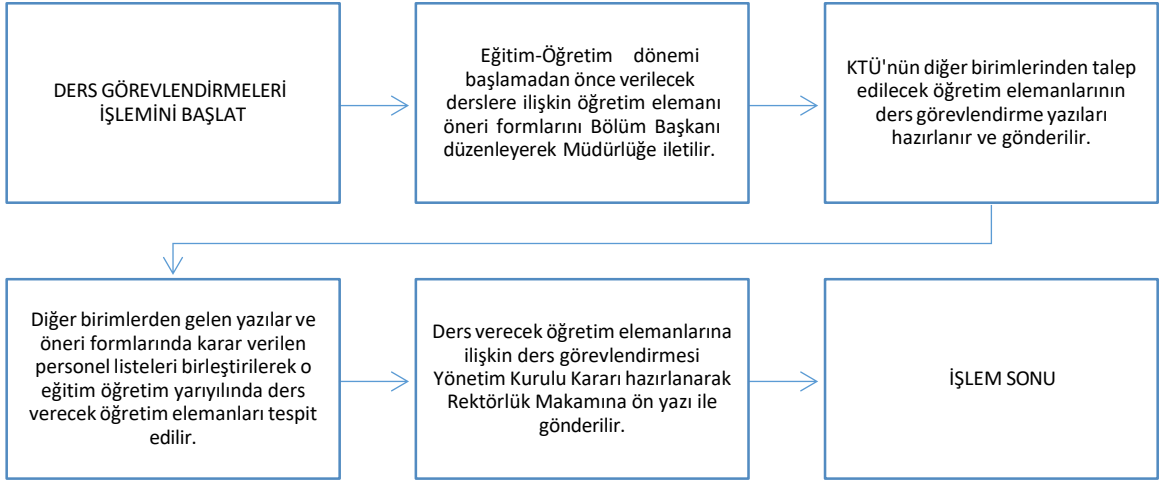 DERS GÖREVLENDİRMELERİ
İŞLEMİNİ BAŞLAT
Eğitim-Öğretim dönemi
başlamadan önce verilecek
derslere ilişkin öğretim elemanı
öneri formlarını Bölüm Başkanı
düzenleyerek Müdürlüğe iletilir.
KTÜ'nün diğer birimlerinden talep
edilecek öğretim elemanlarının
ders görevlendirme yazıları
hazırlanır ve gönderilir.
Diğer birimlerden gelen yazılar ve
öneri formlarında karar verilen
personel listeleri birleştirilerek o
eğitim öğretim yarıyılında ders
verecek öğretim elemanları tespit
edilir.
Ders verecek öğretim elemanlarına
ilişkin ders görevlendirmesi
Yönetim Kurulu Kararı hazırlanarak
Rektörlük Makamına ön yazı ile
gönderilir.
İŞLEM SONU